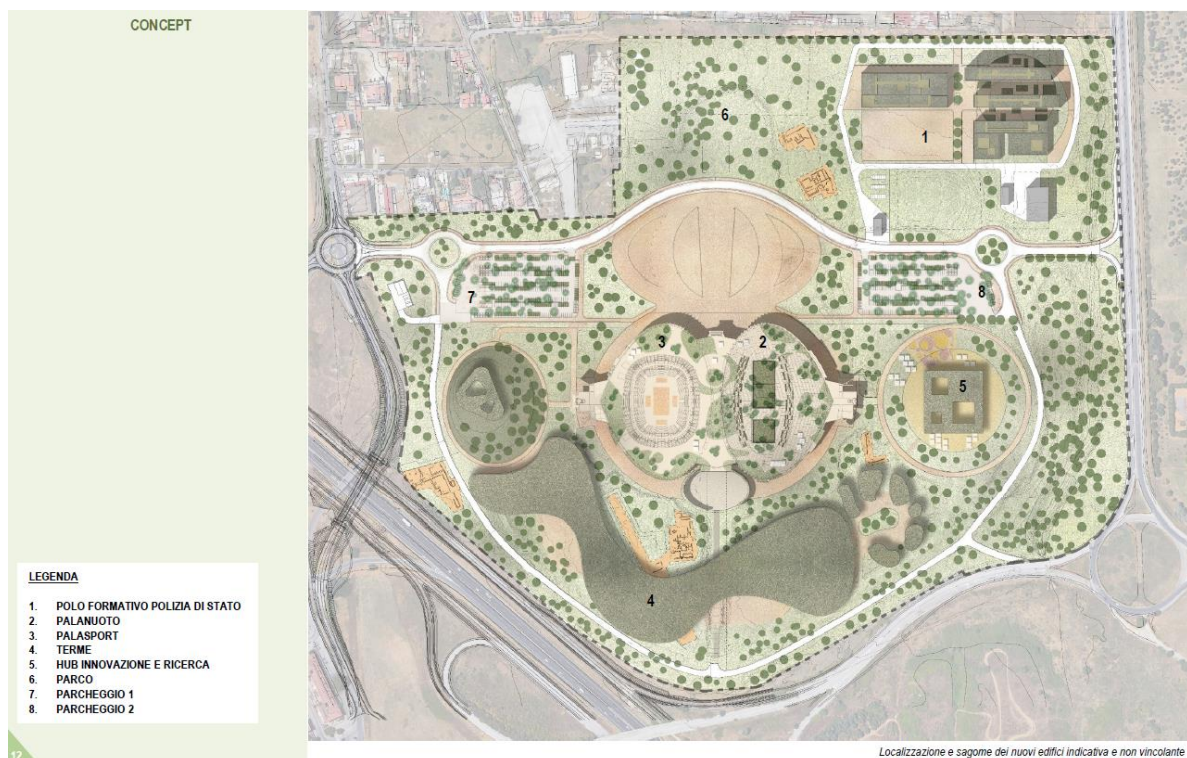 CONCEPT
6
1
7
8
3
2
5
4
LEGENDA
1. POLO FORMATIVO POLIZIA DI STATO
2. PALANUOTO
3. PALASPORT
4. TERME
5. HUB INNOVAZIONE E RICERCA
6. PARCO
7. PARCHEGGIO 1
8. PARCHEGGIO 2
12
Localizzazione e sagome dei nuovi edifici indicativa e non vincolante